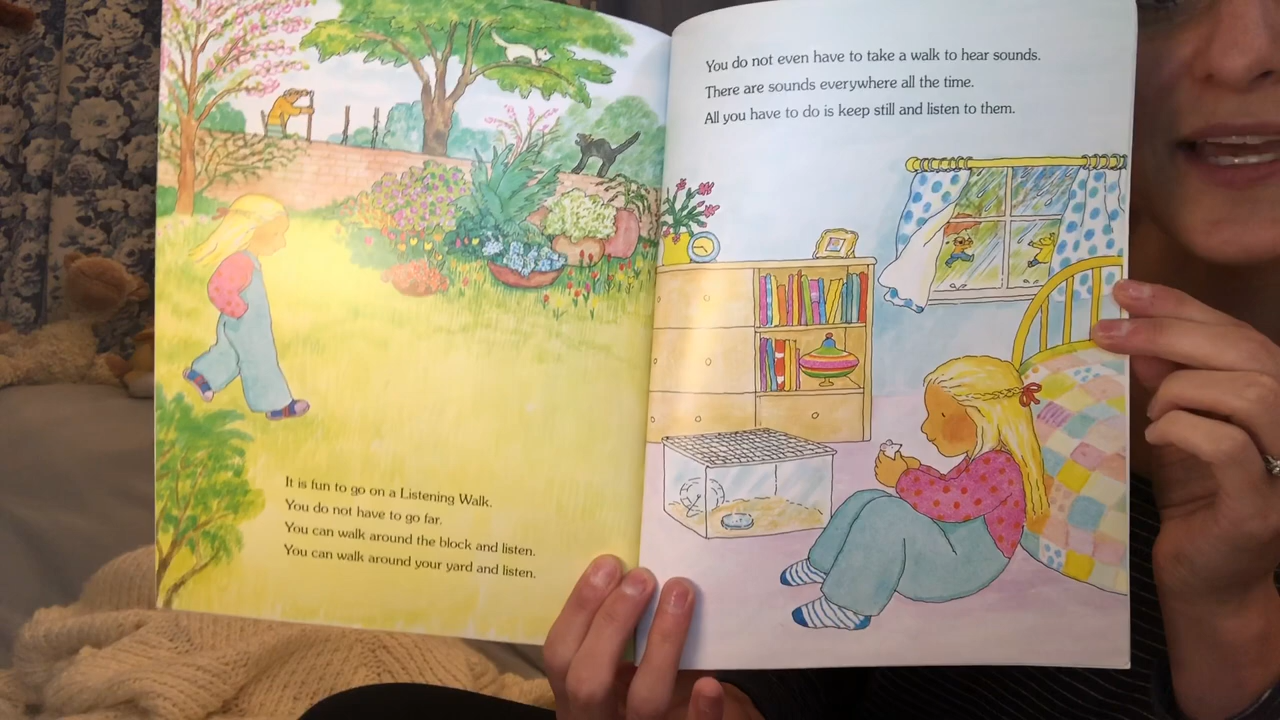 It is fun to go on a Listening Walk.
You do not have to go far.
You can walk around the block and listen.
You can walk around your yard and listen.
You do not even have to take a walk to hear sounds.
There are sounds everywhere all the time.
All you have to do is keep still and listen to them.